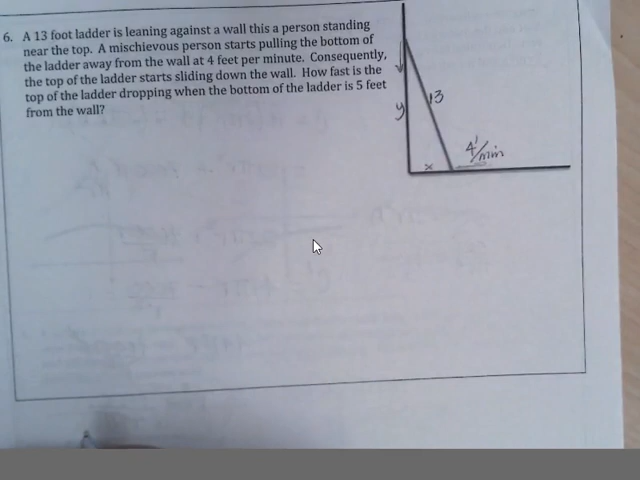 6. A 13 foot ladder is leaning against a wall this a person standing
near the top. A mischievous person starts pulling the bottom of
the ladder away from the wall at 4 feet per minute. Consequently,
the top of the ladder starts sliding down the wall. How fast is the
top of the ladder dropping when the bottom of the ladder is 5 feet
from the wall?
y
13
x
4'/min